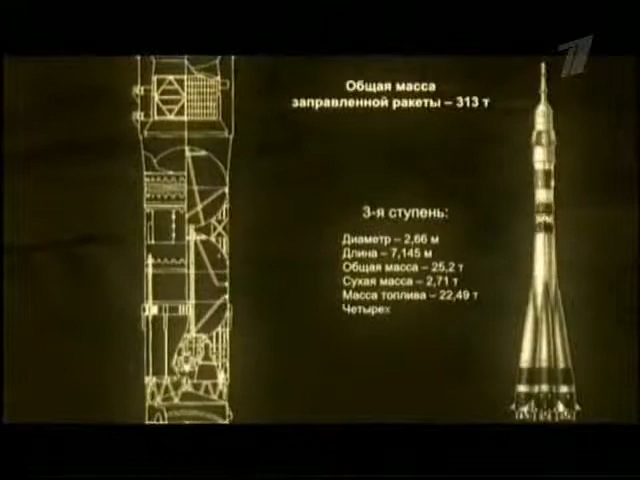 Общая масса
заправленной ракеты – 313 т
3-я ступень:
Диаметр – 2,66 м
Длина – 7,145 м
Общая масса – 25,2 т
Сухая масса – 2,71 т
Масса топлива – 22,49 т
Четырех